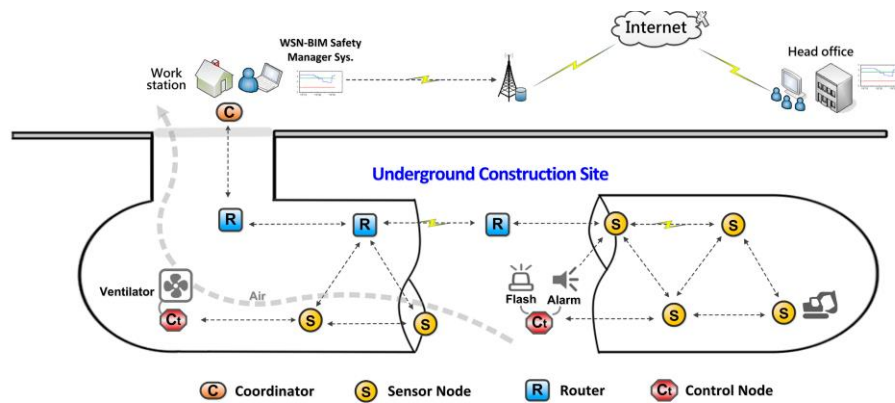 WSN-BIM Safety
Manager Sys.
Internet
Head office
Work
station
C
Underground Construction Site
R
R
R
S
S
Ventilator
Air
Flash
Alarm
Ct
S
S
Ct
S
S
C Coordinator
S Sensor Node
R Router
Ct Control Node